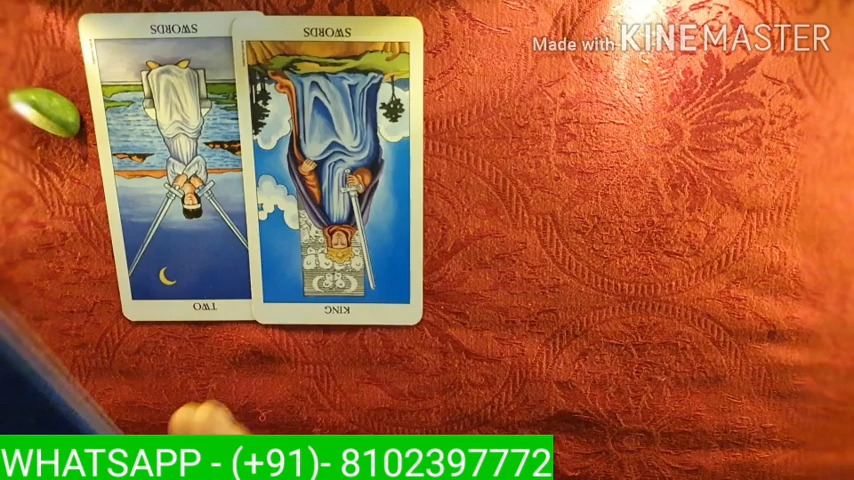 SWORDS
SWORDS
Made with KINEMASTER
TWO
KING
WHATSAPP - (+91)- 8102397772